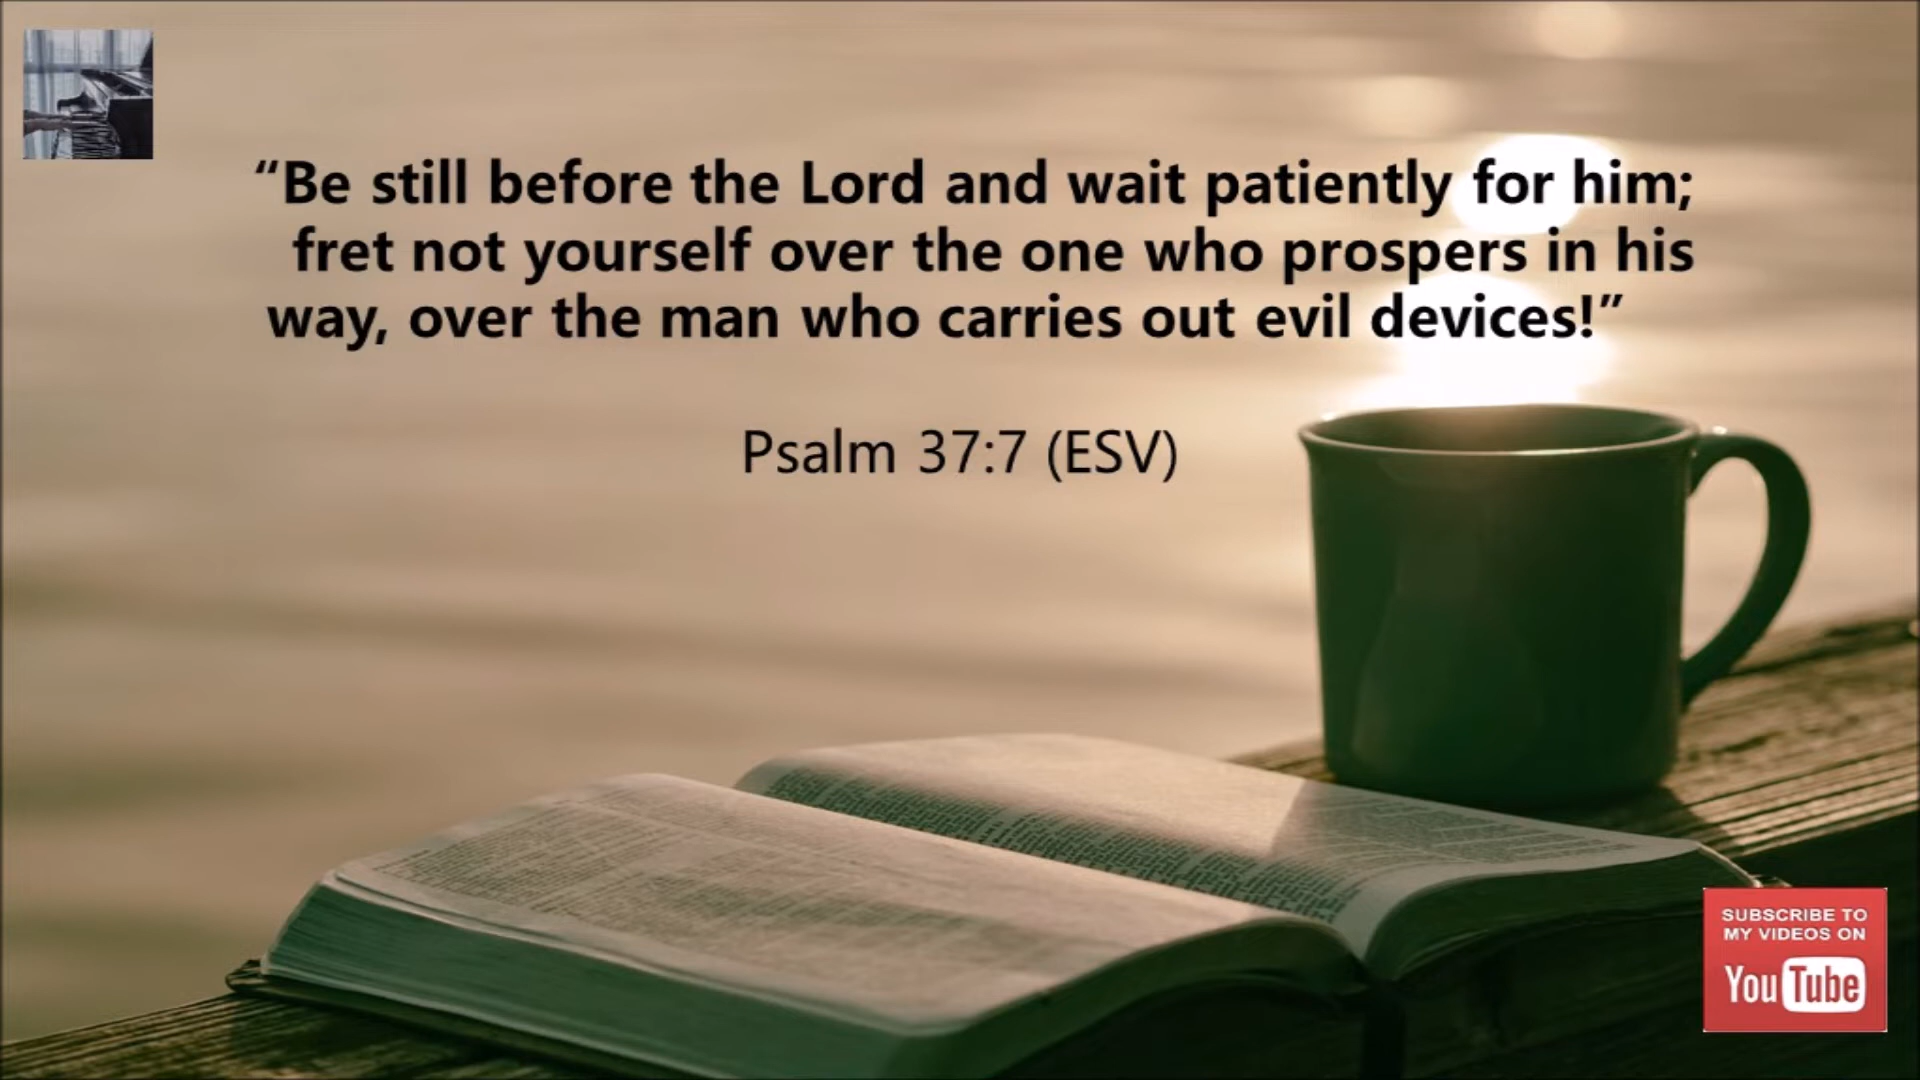 “Be still before the Lord and wait patiently for him;
fret not yourself over the one who prospers in his
way, over the man who carries out evil devices!”
Psalm 37:7 (ESV)
SUBSCRIBE TO
MY VIDEOS ON
YouTube